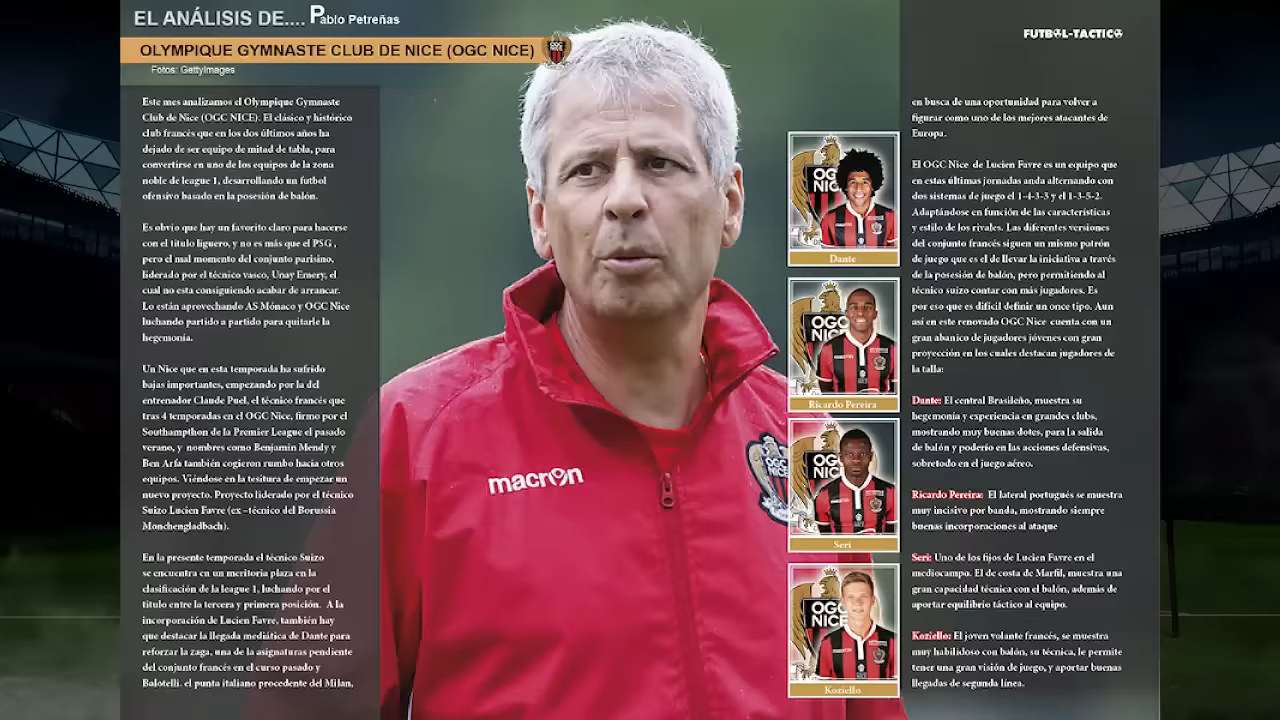 EL ANÁLISIS DE.... Pablo Petreñas
OLYMPIQUE GYMNASTE CLUB DE NICE (OGC NICE)
Fotos: GettyImages
FUTBOL-TACTICO
Este mes analizamos el Olympique Gymnaste
Club de Nice (OGC NICE). El clásico y histórico
club francés que en los dos últimos años ha
dejado de ser equipo de mitad de tabla, para
convertirse en uno de los equipos de la zona
noble de league 1, desarrollando un futbol
ofensivo basado en la posesión de balón.
Es obvio que hay un favorito claro para hacerse
con el título liguero, y no es más que el PSG ,
pero el mal momento del conjunto parisino,
liderado por el técnico vasco, Unay Emery, el
cual no esta consiguiendo acabar de arrancar.
Lo están aprovechando AS Mónaco y OGC Nice
luchando partido a partido para quitarle la
hegemonía.
Un Nice que en esta temporada ha sufrido
bajas importantes, empezando por la del
entrenador Claude Puel, el técnico francés que
tras temporadas en el OGC Nice, firmo por el
Southampthon de la Premier League el pasado
verano, y nombres como Benjamin Mendy y
Ben Arfa también cogieron rumbo hacia otros
equipos. Viéndose en la tesitura de empezar un
nuevo proyecto. Proyecto liderado por el técnico
Suizo Lucien Favre (ex –técnico del Borussia
Monchengladbach).
En la presente temporada el técnico Suizo
se encuentra en un meritoria plaza en la
clasificación de la league 1, luchando por el
titulo entre la tercera y primera posición. A la
incorporación de Lucien Favre, también hay
que destacar la llegada mediática de Dante para
reforzar la zaga, una de la asignaturas pendiente
del conjunto francés en el curso pasado y
Balotelli. el punta italiano procedente del Milan,
macron
OGC
NICE
Dante
Ricardo Pereira
Seri
Koziello
en busca de una oportunidad para volver a
figurar como uno de los mejores atacantes de
Europa.
El OGC Nice de Lucien Favre es un equipo que
en estas últimas jornadas anda alternando con
dos sistemas de juego el 1-4-3-3 y el 1-3-5-2.
Adaptándose en función de las características
y estilo de los rivales. Las diferentes versiones
del conjunto francés siguen un mismo patrón
de juego que es el de llevar la iniciativa a través
de la posesión de balón, pero permitiendo al
técnico suizo contar con más jugadores. Es
por eso que es difícil definir un once tipo. Aun
así en este renovado OGC Nice cuenta con un
gran abanico de jugadores jóvenes con gran
proyección en los cuales destacan jugadores de
la talla:
Dante: El central Brasileño, muestra su
hegemonía y experiencia en grandes clubs,
mostrando muy buenas dotes, para la salida
de balón y poderío en las acciones defensivas,
sobretodo en el juego aéreo.
Ricardo Pereira: El lateral portugués se muestra
muy incisivo por banda, mostrando siempre
buenas incorporaciones al ataque
Seri: Uno de los fijos de Lucien Favre en el
mediocampo. El de costa de Marfil, muestra una
gran capacidad técnica con el balón, además de
aportar equilibrio táctico al equipo.
Koziello: El joven volante francés, se muestra
muy habilidoso con balón, su técnica, le permite
tener una gran visión de juego, y aportar buenas
llegadas de segunda línea.